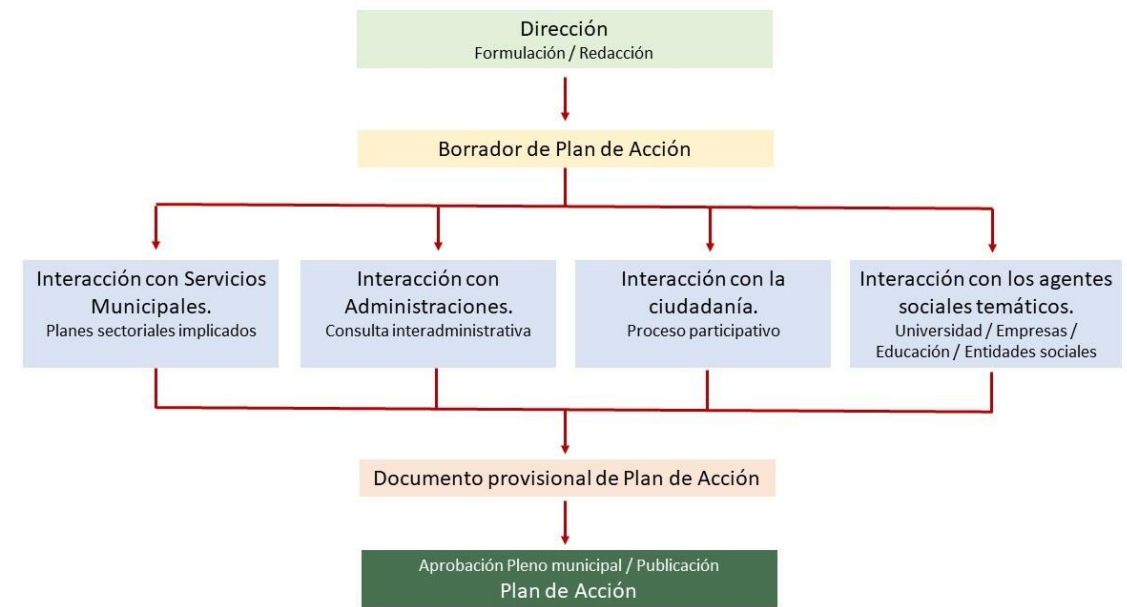 Dirección
Formulación / Redacción
Borrador de Plan de Acción
Interacción con Servicios
Municipales.
Planes sectoriales implicados
Interacción con
Administraciones.
Consulta interadministrativa
Interacción con la
ciudadanía.
Proceso participativo
Interacción con los agentes
sociales temáticos.
Universidad / Empresas /
Educación / Entidades sociales
Documento provisional de Plan de Acción
Aprobación Pleno municipal / Publicación
Plan de Acción